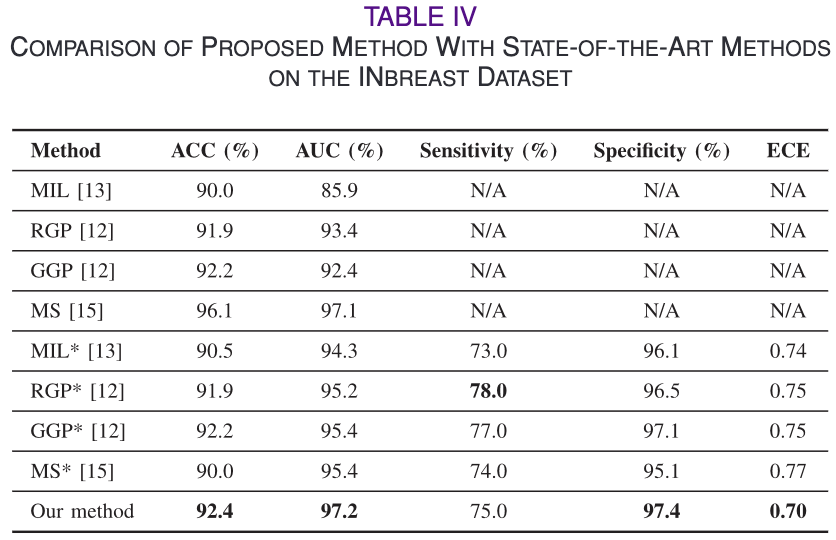 TABLE IV
COMPARISON OF PROPOSED METHOD WITH STATE-OF-THE-ART METHODS
ON THE INBREAST DATASET
Method ACC (%) AUC (%) Sensitivity (%) Specificity (%) ECE
MIL [13] 90.0 85.9 N/A N/A N/A
RGP [12] 91.9 93.4 N/A N/A N/A
GGP [12] 92.2 92.4 N/A N/A N/A
MS [15] 96.1 97.1 N/A N/A N/A
MIL* [13] 90.5 94.3 73.0 96.1 0.74
RGP* [12] 91.9 95.2 78.0 96.5 0.75
GGP* [12] 92.2 95.4 77.0 97.1 0.75
MS* [15] 90.0 95.4 74.0 95.1 0.77
Our method 92.4 97.2 75.0 97.4 0.70